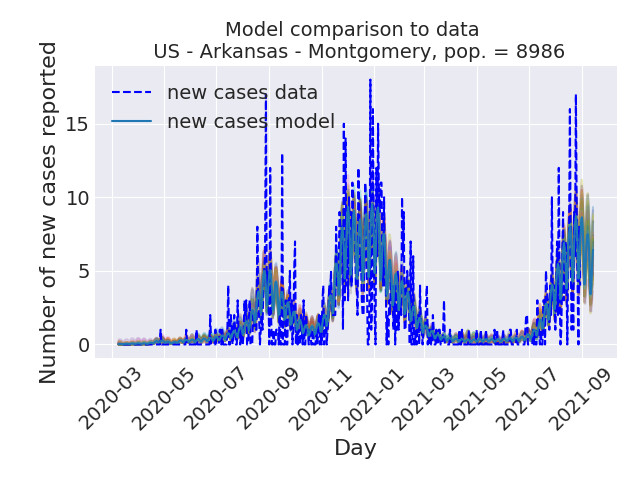 Model comparison to data
US - Arkansas - Montgomery, pop. = 8986
Number of new cases reported
new cases data
new cases model
15
10
5
0
2020-03
2020-05
2020-07
2020-09
2020-11
2021-01
2021-03
2021-05
2021-07
2021-09
Day